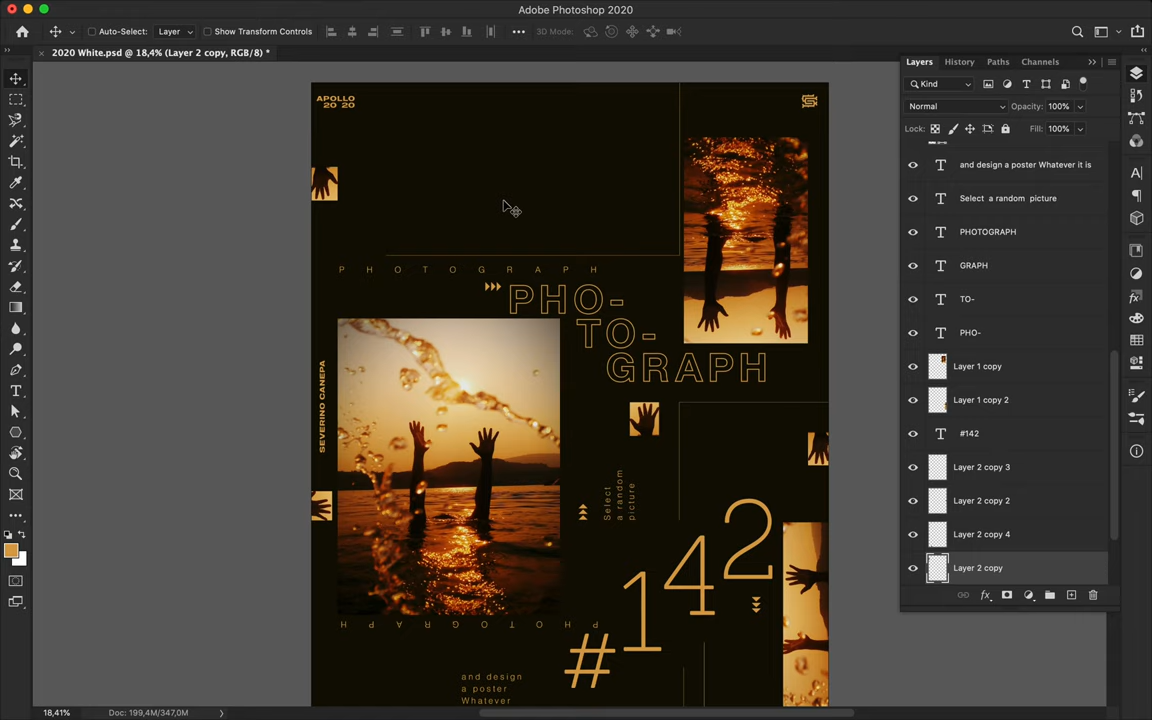 Adobe Photoshop 2020
Auto-Select:
Layer
Show Transform Controls
3D Mode:
2020 White.psd @ 18,4% (Layer 2 copy, RGB/8) *
Layers
History
Paths
Channels
Kind
Normal
Opacity: 100%
Lock:
Fill: 100%
and design a poster Whatever it is
Select a random picture
PHOTOGRAPH
GRAPH
TO-
PHO-
Layer 1 copy
Layer 1 copy 2
#142
Layer 2 copy 3
Layer 2 copy 2
Layer 2 copy 4
Layer 2 copy
APOLLO
20 20
PHOTOGRAPH
PHO-
TO-
GRAPH
SEVERINO CANEPA
Select
a random
picture
#142
PHOTOGRAPH
and design
a poster
Whatever
18,41%
Doc: 199,4M/347,0M